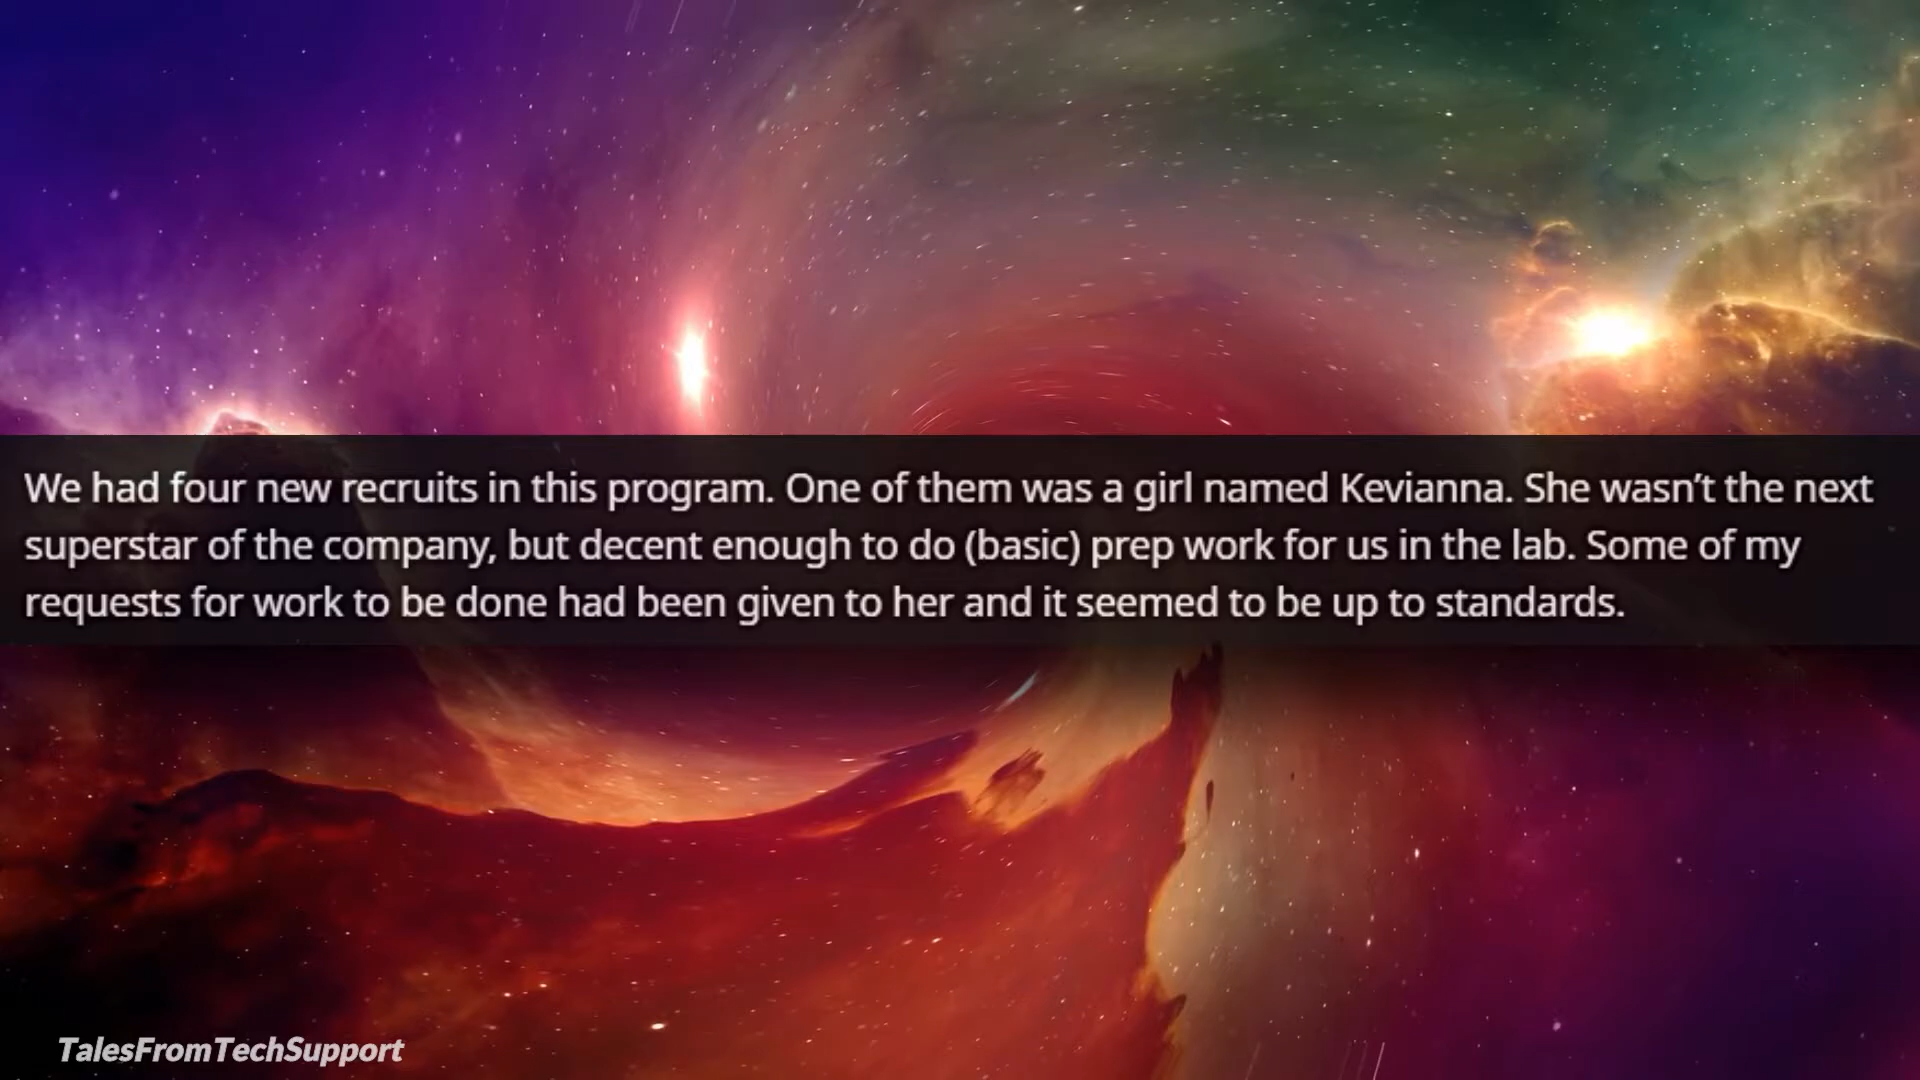 We had four new recruits in this program. One of them was a girl named Kevianna. She wasn’t the next
superstar of the company, but decent enough to do (basic) prep work for us in the lab. Some of my
requests for work to be done had been given to her and it seemed to be up to standards.
TalesFromTechSupport